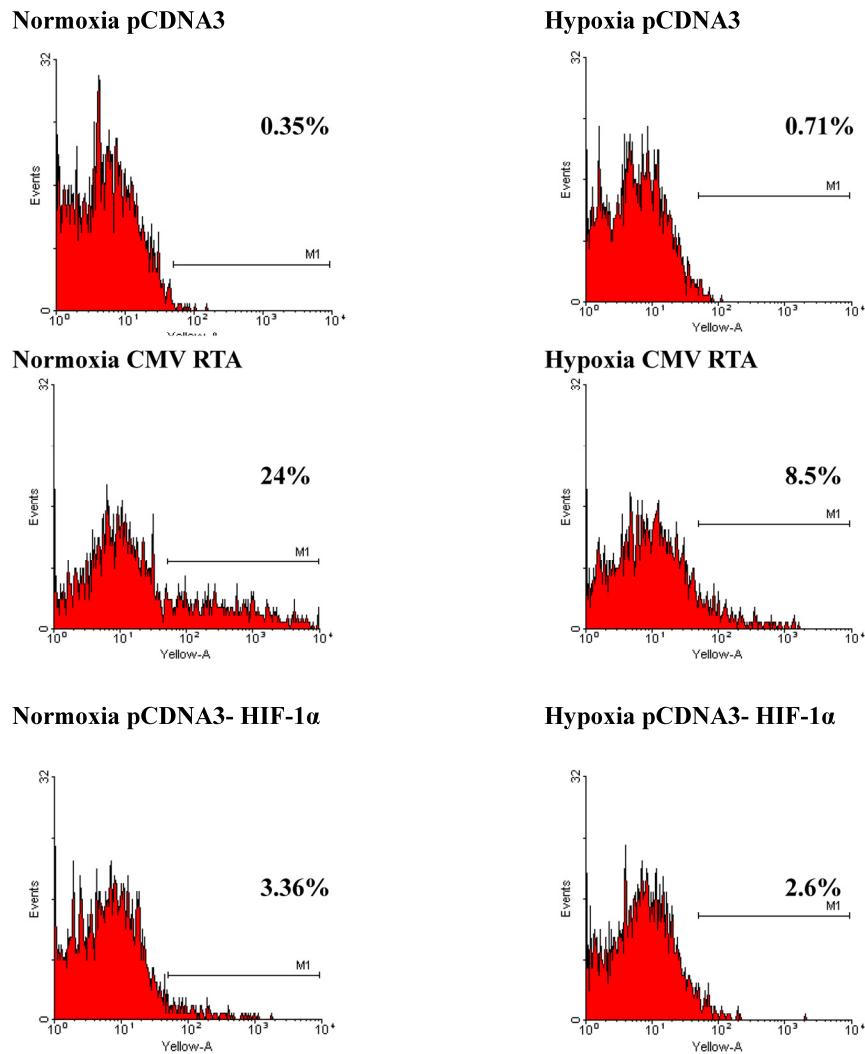 Normoxia pCDNA3
32
Events
0.35%
M1
0
10⁰ 10¹ 10² 10³ 10⁴
Yellow-A
Hypoxia pCDNA3
32
Events
0.71%
M1
0
10⁰ 10¹ 10² 10³ 10⁴
Yellow-A
Normoxia CMV RTA
32
Events
24%
M1
0
10⁰ 10¹ 10² 10³ 10⁴
Yellow-A
Hypoxia CMV RTA
32
Events
8.5%
M1
0
10⁰ 10¹ 10² 10³ 10⁴
Yellow-A
Normoxia pCDNA3- HIF-1α
32
Events
3.36%
M1
0
10⁰ 10¹ 10² 10³ 10⁴
Yellow-A
Hypoxia pCDNA3- HIF-1α
32
Events
2.6%
M1
0
10⁰ 10¹ 10² 10³ 10⁴
Yellow-A